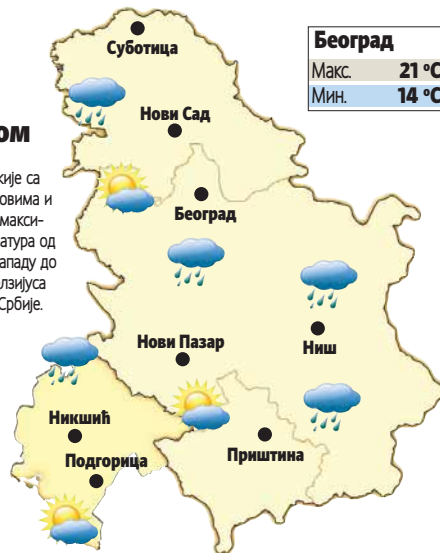 Суботица
Београд
Макс. 21 °C
Мин. 14 °C
Нови Сад
ом
кије са
овима и
макси-
атура од
ападу до
лзијуса
Србије.
Београд
Нови Пазар
Ниш
Никшић
Подгорица
Приштина